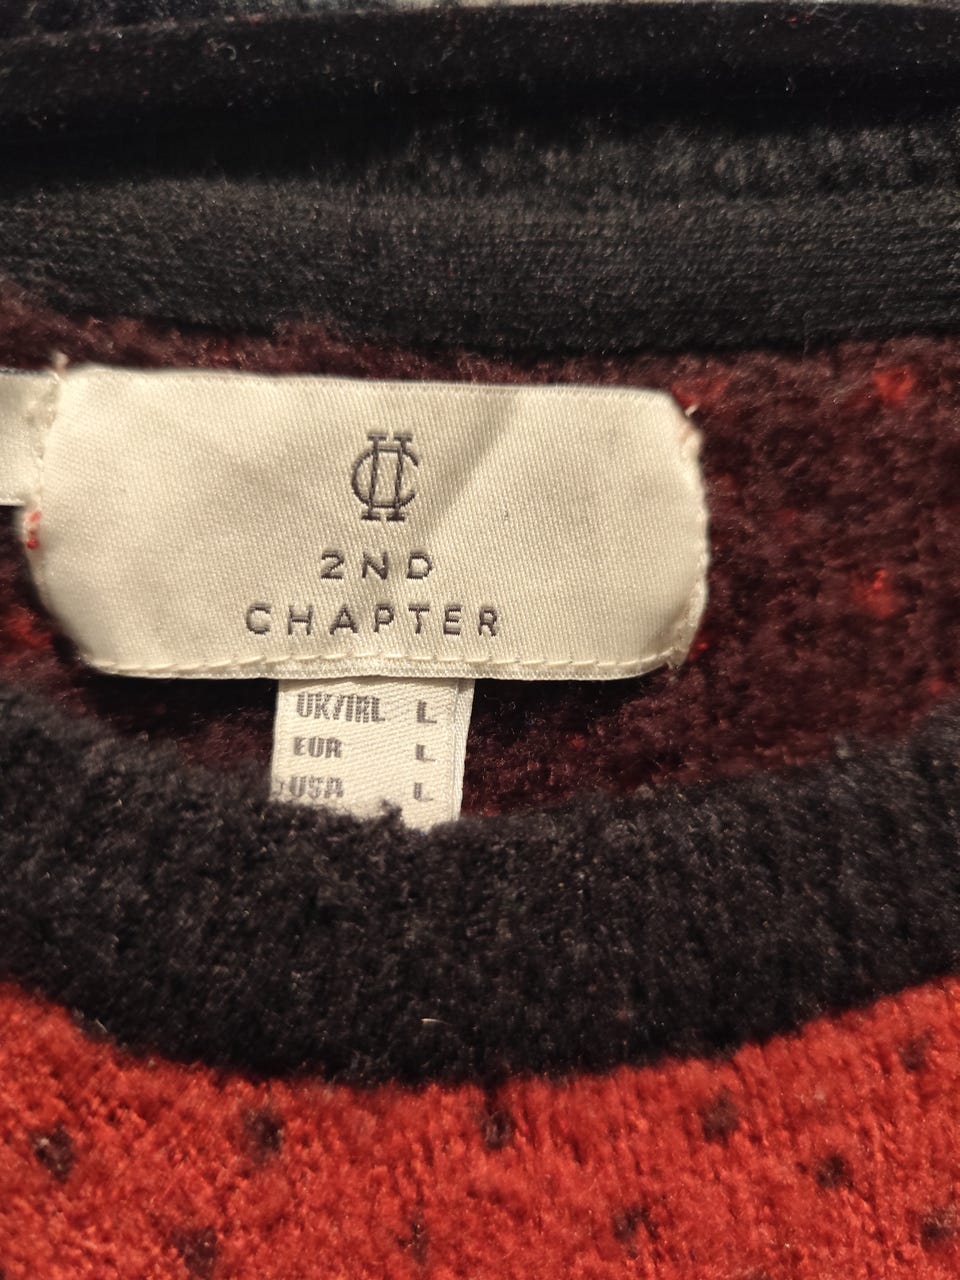 2ND
CHAPTER
UK/IRL L
EUR L
USA L